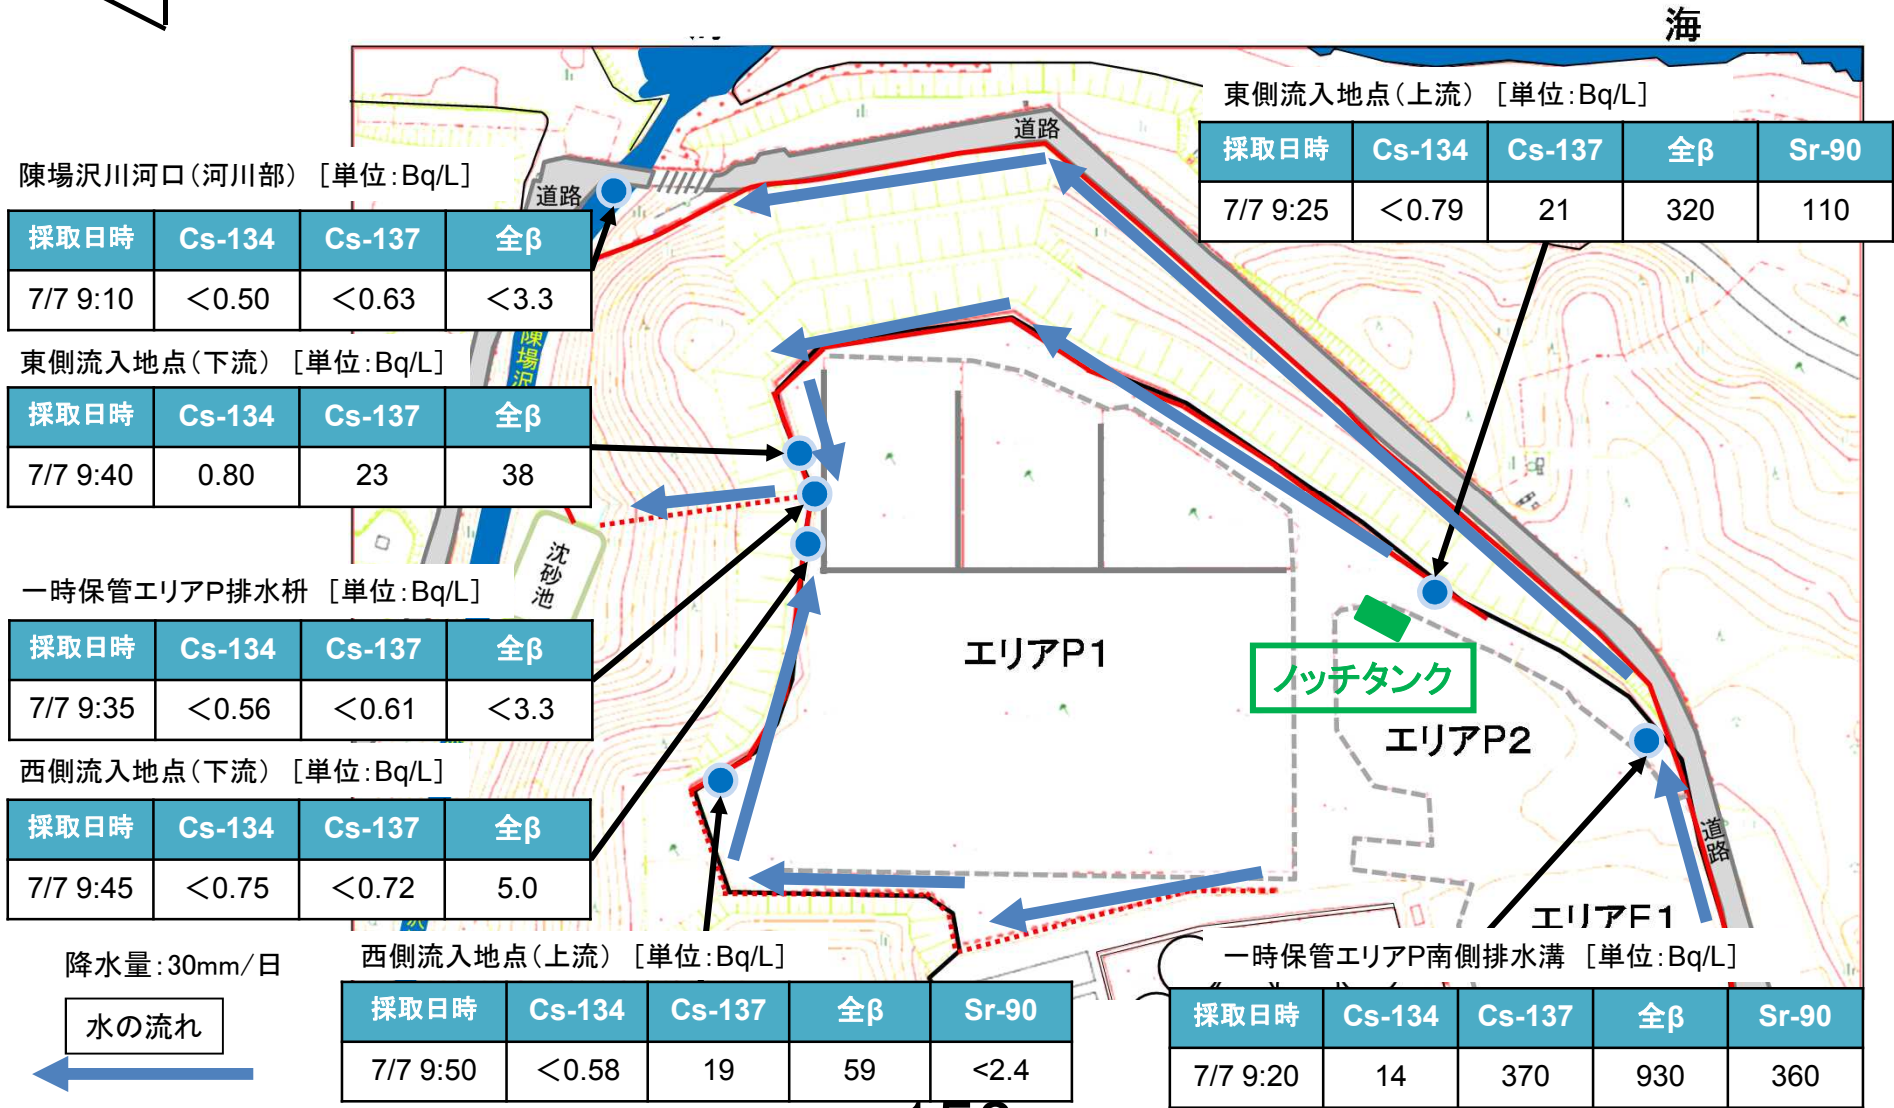 海
東側流入地点(上流) [単位:Bq/L]
採取日時 Cs-134 Cs-137 全β Sr-90
7/7 9:25 <0.79 21 320 110
道路
陳場沢川河口(河川部) [単位:Bq/L]
道路
採取日時 Cs-134 Cs-137 全β
7/7 9:10 <0.50 <0.63 <3.3
陳場沢
東側流入地点(下流) [単位:Bq/L]
採取日時 Cs-134 Cs-137 全β
7/7 9:40 0.80 23 38
沈砂池
一時保管エリアP排水枡 [単位:Bq/L]
採取日時 Cs-134 Cs-137 全β
7/7 9:35 <0.56 <0.61 <3.3
エリアP1
ノッチタンク
エリアP2
西側流入地点(下流) [単位:Bq/L]
採取日時 Cs-134 Cs-137 全β
7/7 9:45 <0.75 <0.72 5.0
道路
エリアE1
降水量:30mm/日
水の流れ
西側流入地点(上流) [単位:Bq/L]
採取日時 Cs-134 Cs-137 全β Sr-90
7/7 9:50 <0.58 19 59 <2.4
一時保管エリアP南側排水溝 [単位:Bq/L]
採取日時 Cs-134 Cs-137 全β Sr-90
7/7 9:20 14 370 930 360